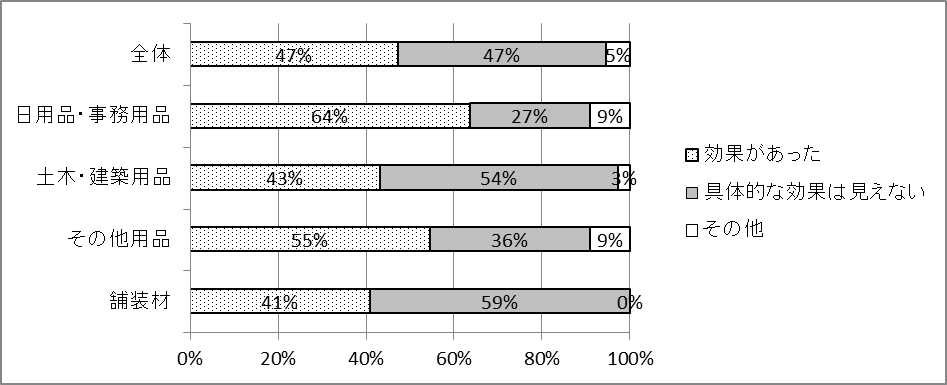 全体
47%
47%
5%
日用品・事務用品
64%
27%
9%
土木・建築用品
43%
54%
3%
その他用品
55%
36%
9%
舗装材
41%
59%
0%
0%
20%
40%
60%
80%
100%
効果があった
具体的な効果は見えない
その他